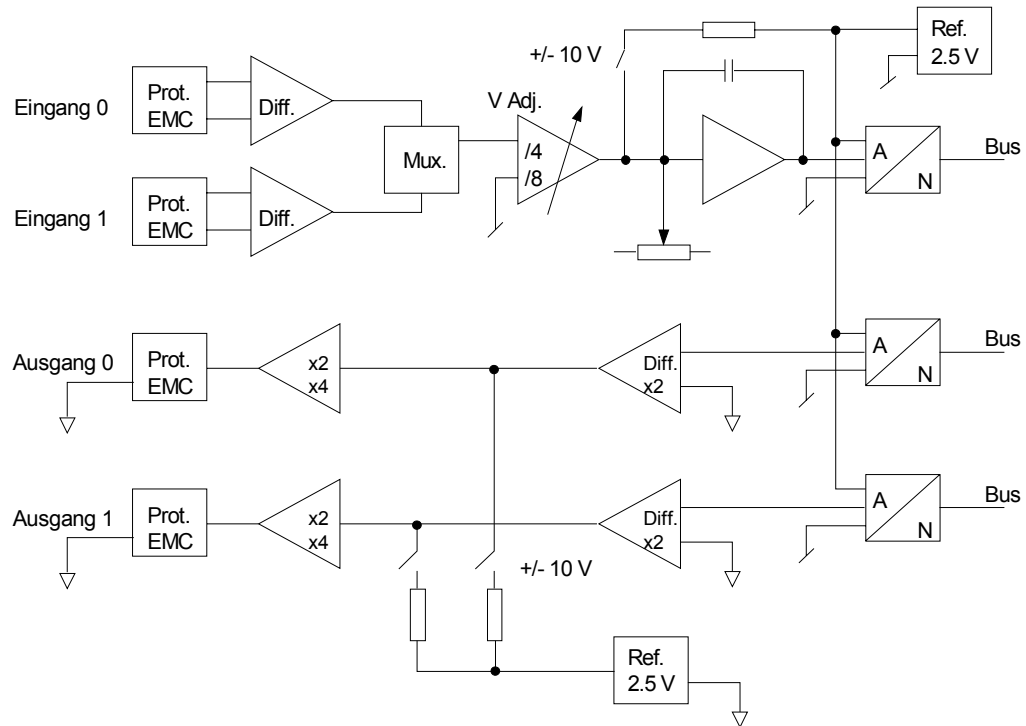 Ref.
2.5 V
+/- 10 V
Eingang 0
Prot.
EMC
Diff.
V Adj.
/4
/8
Mux.
A
N
Bus
Eingang 1
Prot.
EMC
Diff.
Ausgang 0
Prot.
EMC
x2
x4
Diff.
x2
A
N
Bus
Ausgang 1
Prot.
EMC
x2
x4
Diff.
x2
A
N
Bus
+/- 10 V
Ref.
2.5 V